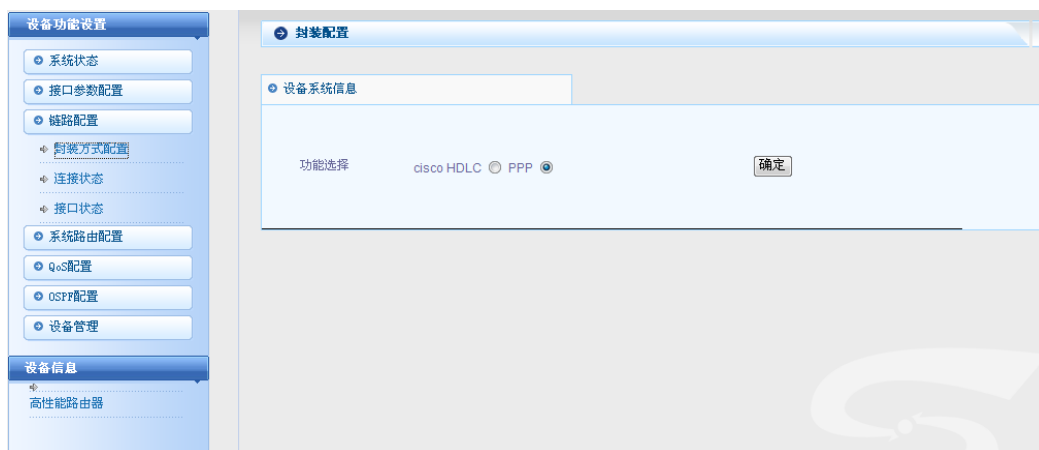 设备功能设置
系统状态
接口参数配置
链路配置
封装方式配置
连接状态
接口状态
系统路由配置
QoS配置
OSPF配置
设备管理
设备信息
高性能路由器
封装配置
设备系统信息
功能选择 cisco HDLC PPP 确定